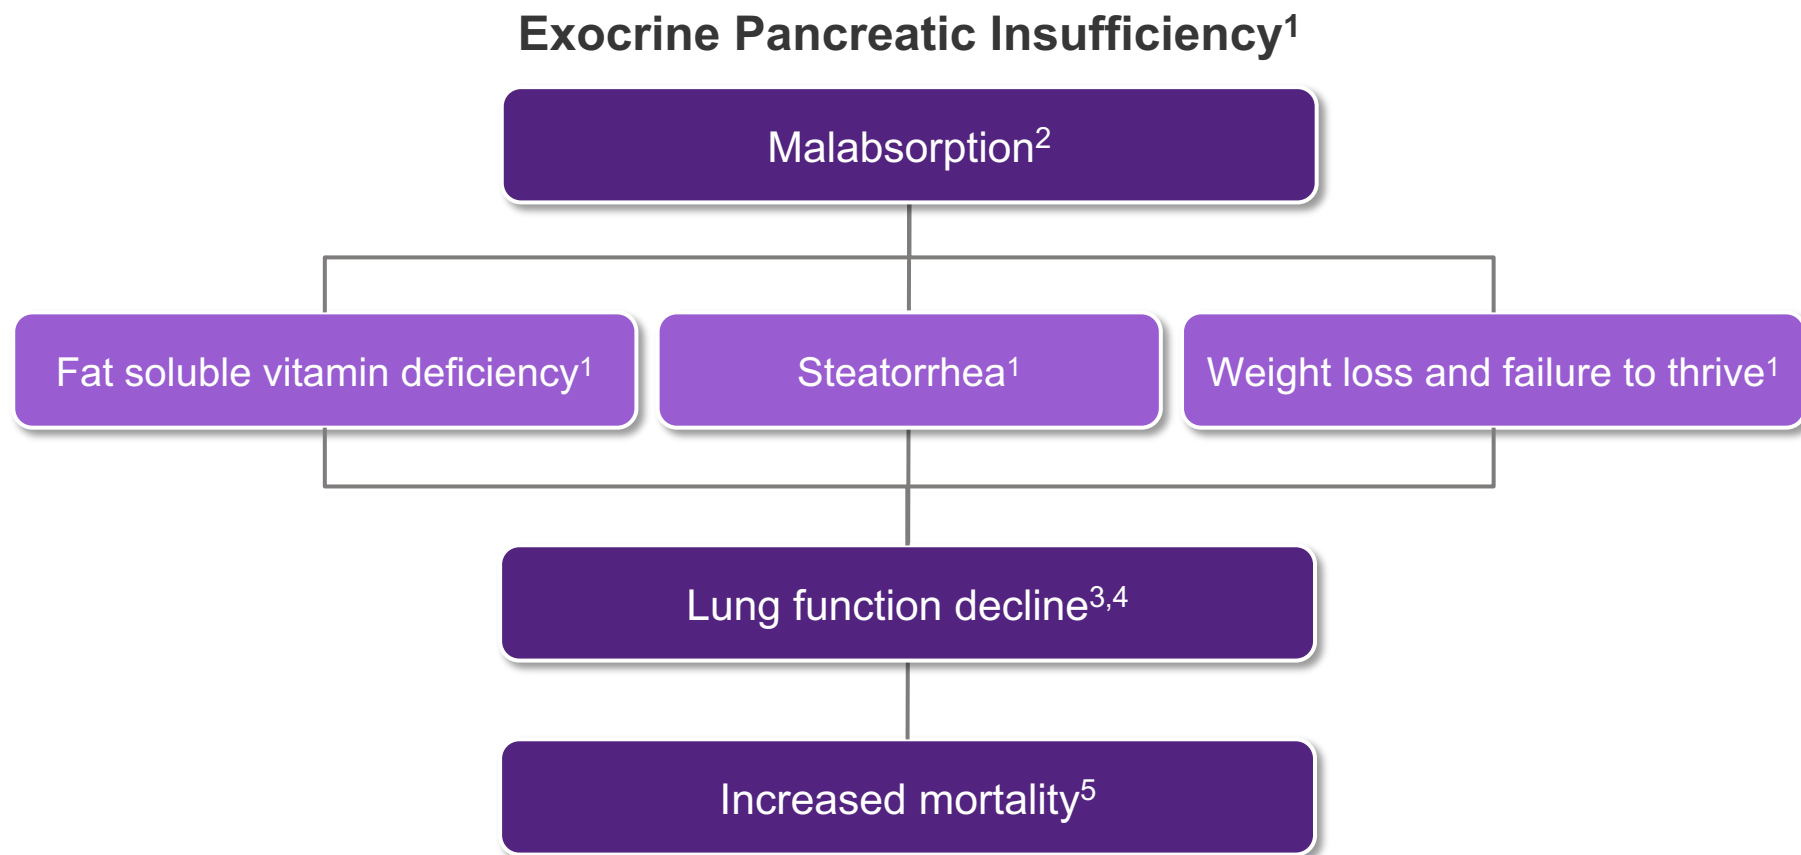 Exocrine Pancreatic Insufficiency¹
Malabsorption²
Fat soluble vitamin deficiency¹
Steatorrhea¹
Weight loss and failure to thrive¹
Lung function decline³,⁴
Increased mortality⁵